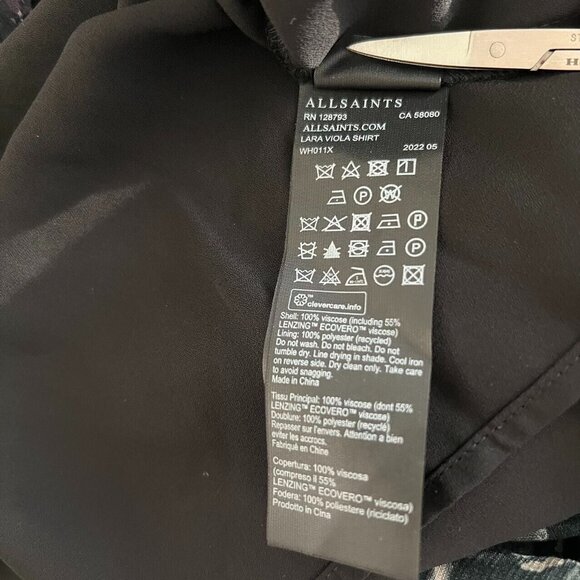 ALLSAINTS
RN 128793 CA 58080
ALLSAINTS.COM
LARA VIOLA SHIRT
WH011X 2022 05
clevercare.info
Shell: 100% viscose (including 55%
LENZING™ ECOVERO™ viscose)
Lining: 100% polyester (recycled)
Do not wash. Do not bleach. Do not
tumble dry. Line drying in shade. Cool iron
on reverse side. Dry clean only. Take care
to avoid snagging.
Made in China
Tissu Principal: 100% viscose (dont 55%
LENZING™ ECOVERO™ viscose)
Doublure: 100% polyester (recyclé)
Repasser sur l'envers. Attention a bien
eviter les accrocs.
Fabriqué en Chine
Copertura: 100% viscosa
(compreso il 55%
LENZING™ ECOVERO™ viscosa)
Fodera: 100% poliestere (riciclato)
Prodotto in Cina